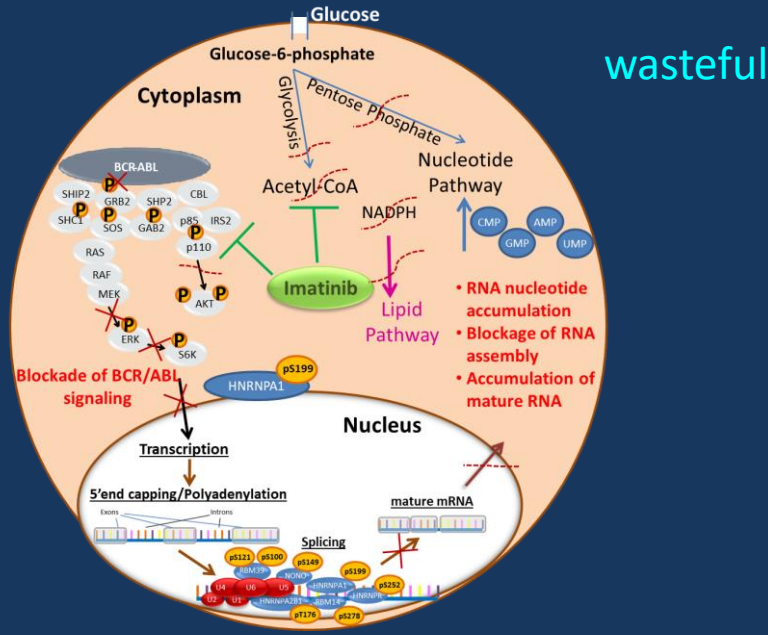 Glucose
Glucose-6-phosphate
wasteful
Cytoplasm
Glycolysis
Pentose Phosphate
BCR-ABL
P
Nucleotide
Pathway
Acetyl-CoA
SHIP2
GRB2
SHP2
CBL
P
P
P
SHC1
SOS
GAB2
p85
IRS2
P
p110
NADPH
CMP
AMP
GMP
UMP
RAS
RAF
MEK
P
P
AKT
Imatinib
Lipid
Pathway
• RNA nucleotide
accumulation
• Blockage of RNA
assembly
• Accumulation of
mature RNA
P
ERK
P
S6K
Blockade of BCR/ABL
signaling
pS199
HNRNPA1
Nucleus
Transcription
5'end capping/Polyadenylation
Exons
Introns
mature mRNA
Splicing
pS121
pS100
pS149
RBM39
NONO
pS199
U4
U6
U5
HNRNPA1
pS252
U2
U1
HNRNPA2B1
RBM14
HNRNPR
pT176
pS278